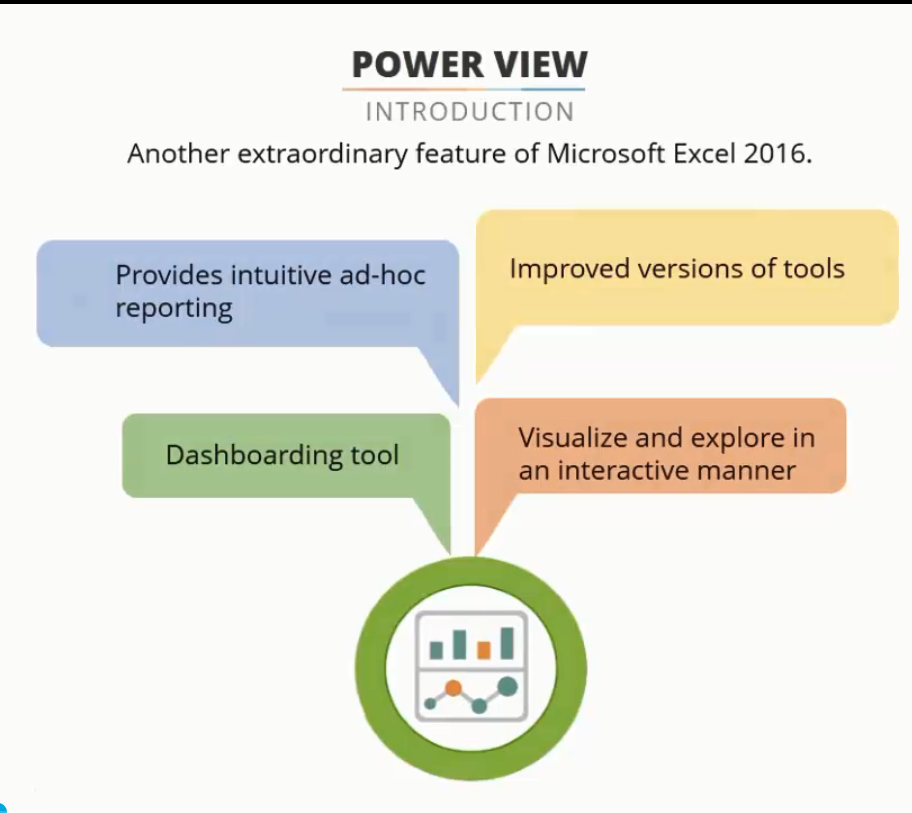 POWER VIEW
INTRODUCTION
Another extraordinary feature of Microsoft Excel 2016.
Provides intuitive ad-hoc
reporting
Improved versions of tools
Dashboarding tool
Visualize and explore in
an interactive manner